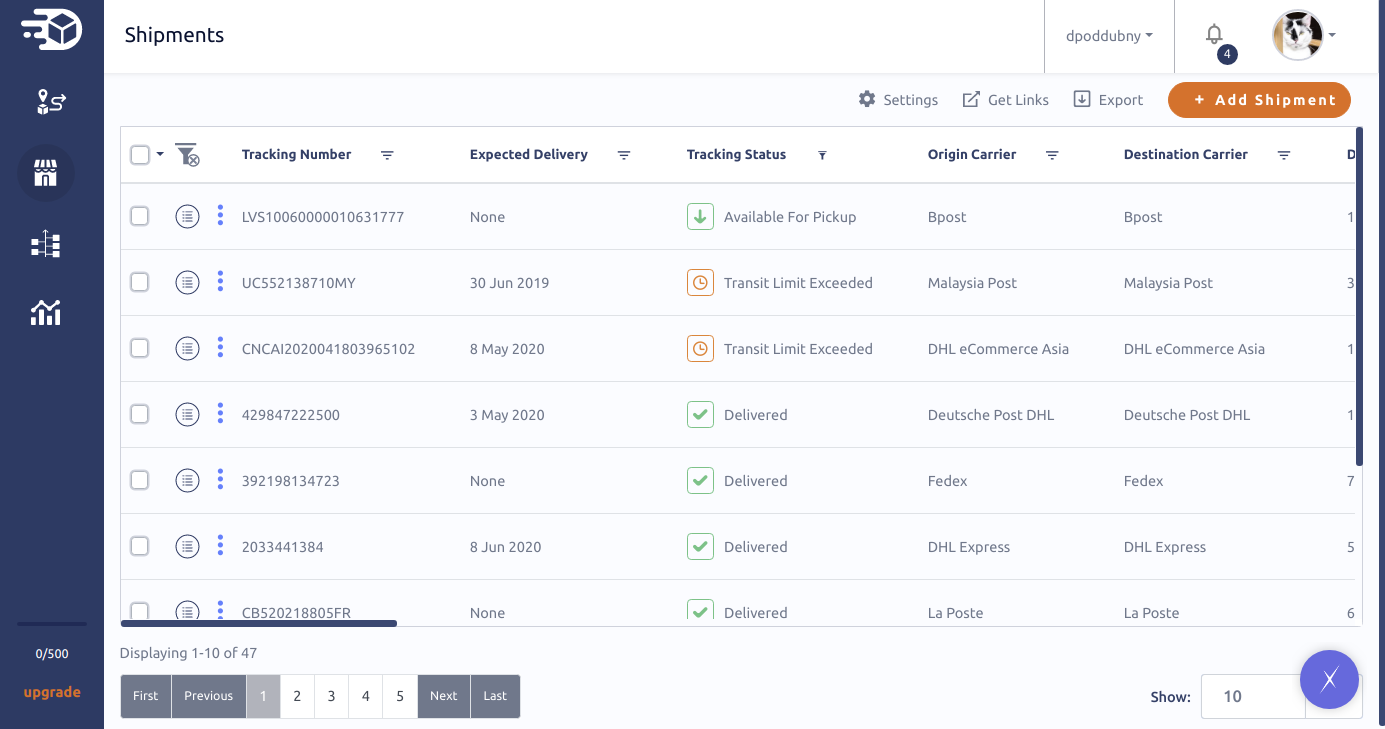 Shipments
dpoddubny
4
Settings Get Links Export + Add Shipment
Tracking Number Expected Delivery Tracking Status Origin Carrier Destination Carrier D
LVS10060000010631777 None Available For Pickup Bpost Bpost 1
UC552138710MY 30 Jun 2019 Transit Limit Exceeded Malaysia Post Malaysia Post 3
CNCAI2020041803965102 8 May 2020 Transit Limit Exceeded DHL eCommerce Asia DHL eCommerce Asia 1
429847222500 3 May 2020 Delivered Deutsche Post DHL Deutsche Post DHL 1
392198134723 None Delivered Fedex Fedex 7
2033441384 8 Jun 2020 Delivered DHL Express DHL Express 5
CB520218805FR None Delivered La Poste La Poste 6
0/500
upgrade
Displaying 1-10 of 47
First Previous 1 2 3 4 5 Next Last
Show: 10